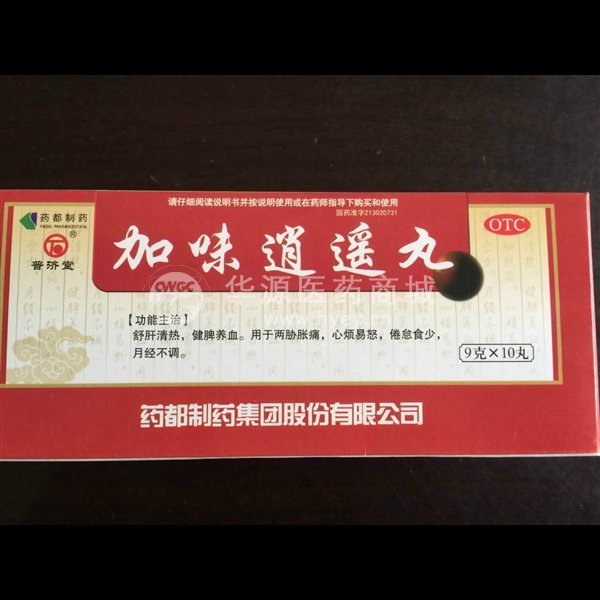 请仔细阅读说明书并按说明使用或在药师指导下购买和使用
国药准字Z13020731
药都制药
YAODU PHARMACEUTICAL
®
普济堂
OTC
加味逍遥丸
CWGC 华源医药商城
【功能主治】
舒肝清热，健脾养血。用于两胁胀痛，心烦易怒，倦怠食少，
月经不调。
9克×10丸
药都制药集团股份有限公司